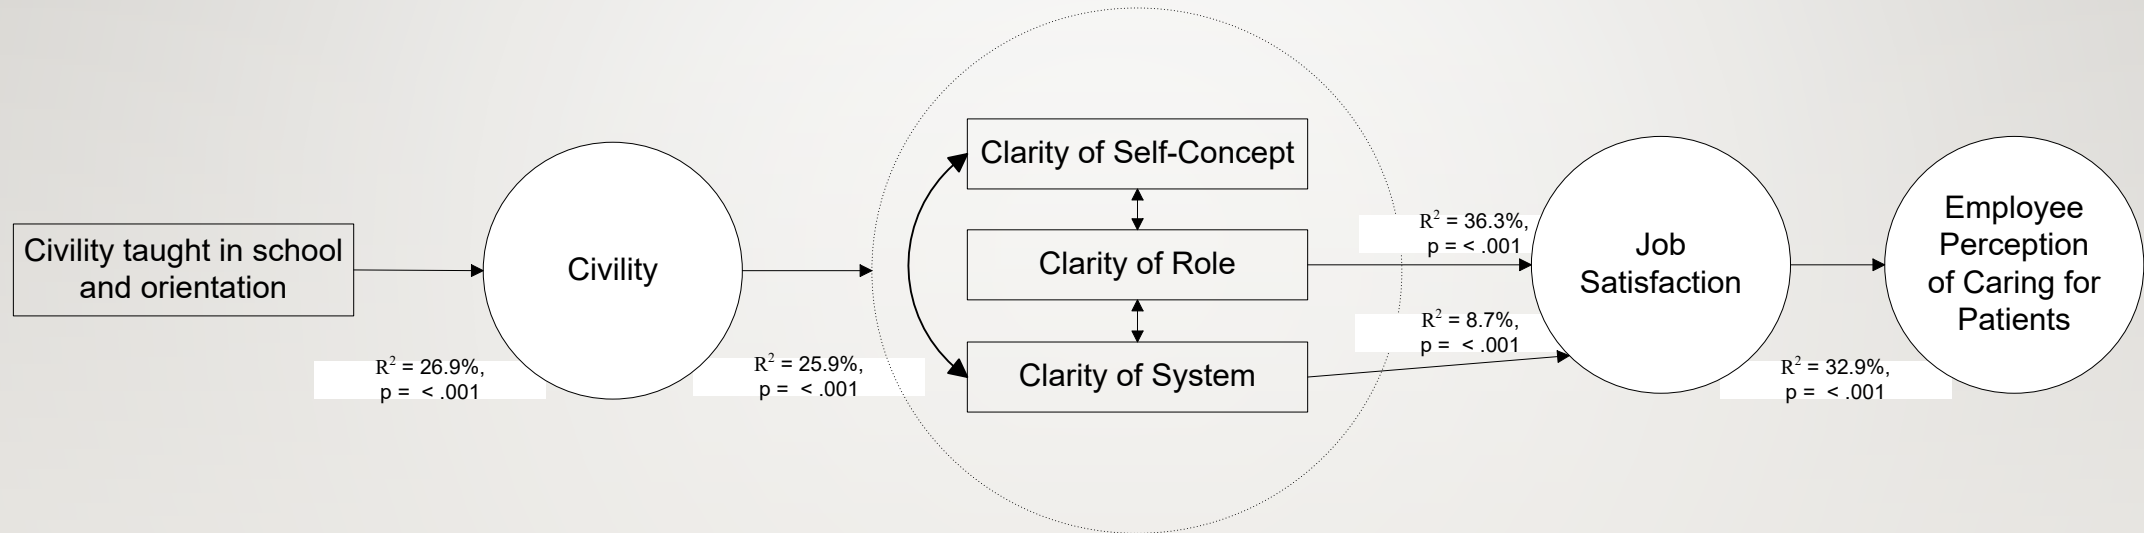 Civility taught in school
and orientation
R² = 26.9%,
p = < .001
Civility
R² = 25.9%,
p = < .001
Clarity of Self-Concept
Clarity of Role
Clarity of System
R² = 36.3%,
p = < .001
R² = 8.7%,
p = < .001
Job
Satisfaction
R² = 32.9%,
p = < .001
Employee
Perception
of Caring for
Patients